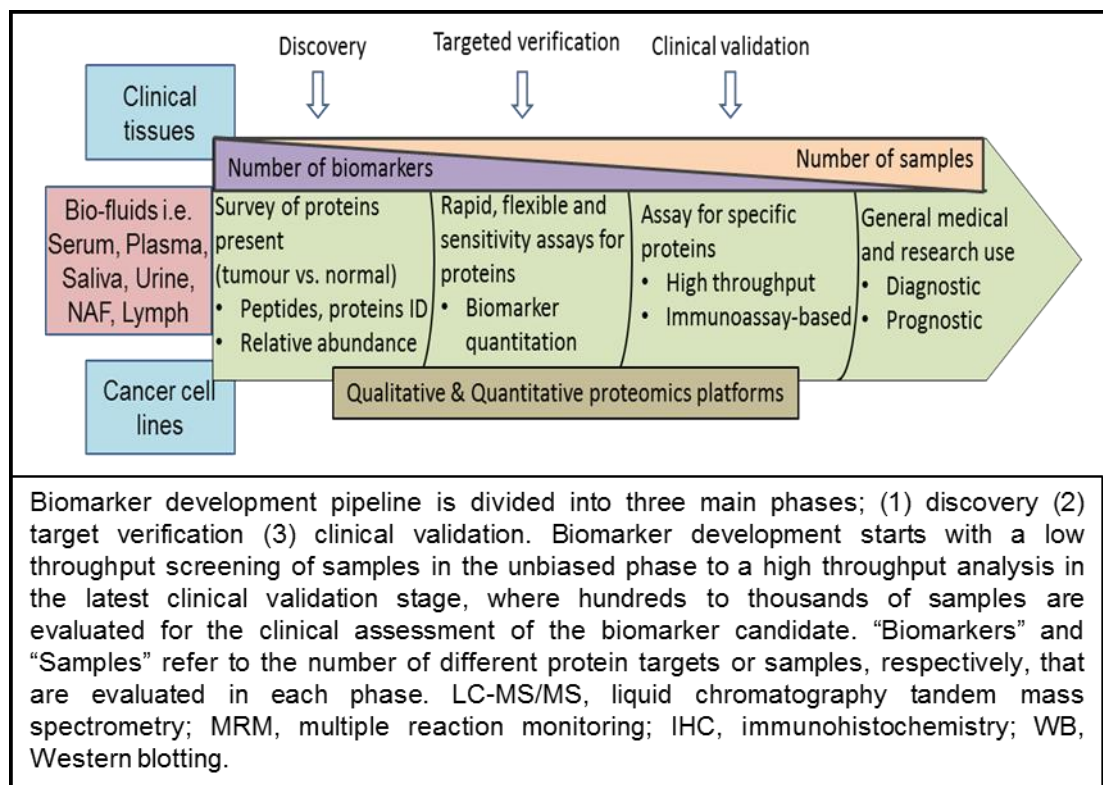 Discovery
Targeted verification
Clinical validation
Clinical
tissues
Number of biomarkers
Number of samples
Bio-fluids i.e.
Serum, Plasma,
Saliva, Urine,
NAF, Lymph
Survey of proteins
present
(tumour vs. normal)
• Peptides, proteins ID
• Relative abundance
Rapid, flexible and
sensitivity assays for
proteins
• Biomarker
quantitation
Assay for specific
proteins
• High throughput
• Immunoassay-based
General medical
and research use
• Diagnostic
• Prognostic
Cancer cell
lines
Qualitative & Quantitative proteomics platforms
Biomarker development pipeline is divided into three main phases; (1) discovery (2)
target verification (3) clinical validation. Biomarker development starts with a low
throughput screening of samples in the unbiased phase to a high throughput analysis in
the latest clinical validation stage, where hundreds to thousands of samples are
evaluated for the clinical assessment of the biomarker candidate. “Biomarkers” and
“Samples” refer to the number of different protein targets or samples, respectively, that
are evaluated in each phase. LC-MS/MS, liquid chromatography tandem mass
spectrometry; MRM, multiple reaction monitoring; IHC, immunohistochemistry; WB,
Western blotting.